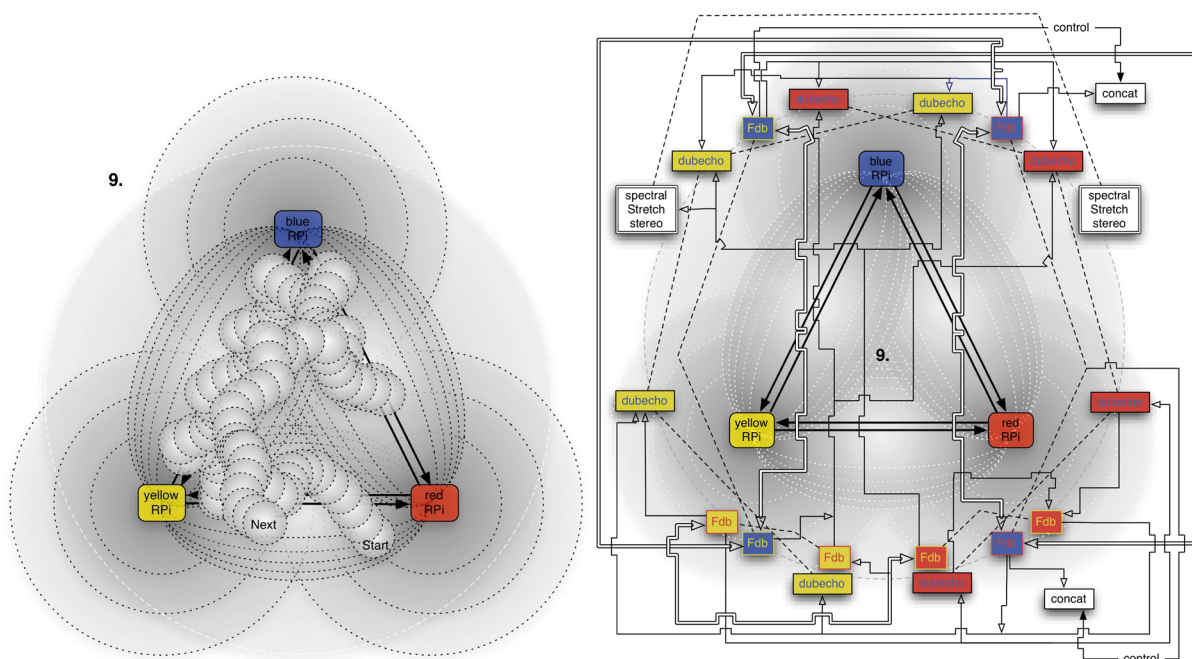 9.
blue
RPi
yellow
RPi
red
RPi
Next
Start
control
concat
dubecho
dubecho
Fdb
Fdb
dubecho
dubecho
blue
RPi
spectral
Stretch
stereo
spectral
Stretch
stereo
9.
dubecho
dubecho
yellow
RPi
red
RPi
Fdb
Fdb
Fdb
Fdb
Fdb
Fdb
dubecho
dubecho
concat
control